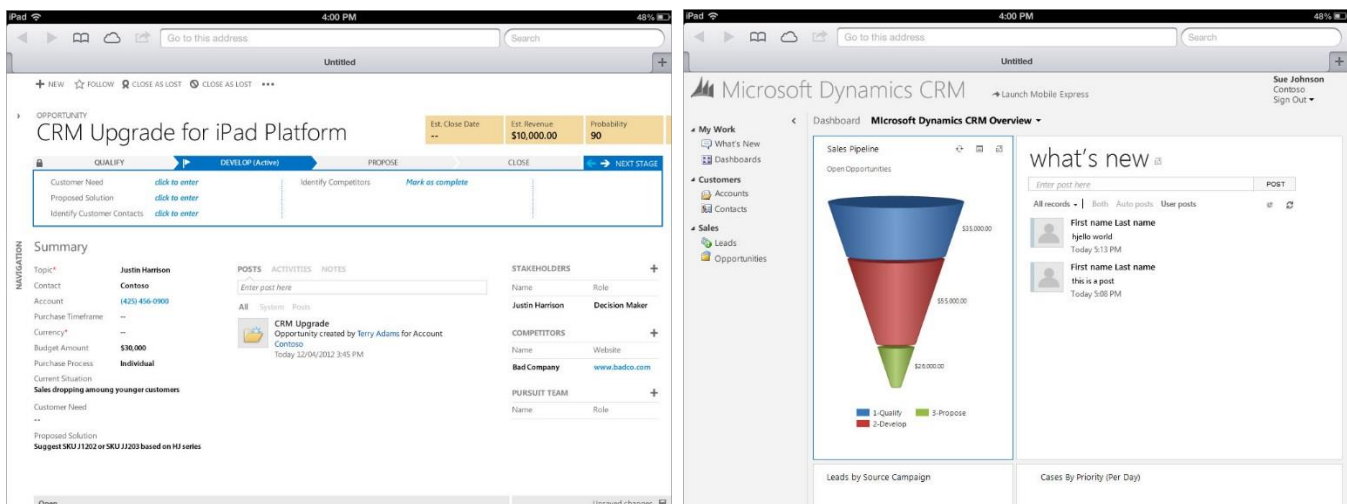 iPad 4:00 PM 48%
Go to this address Search
Untitled
NEW FOLLOW CLOSE AS LOST CLOSE AS LOST •••
OPPORTUNITY
CRM Upgrade for iPad Platform
Est. Close Date Est. Revenue Probability
-- $10,000.00 90
QUALIFY DEVELOP (Active) PROPOSE CLOSE NEXT STAGE
Customer Need click to enter Identify Competitors Mark as complete
Proposed Solution click to enter
Identify Customer Contacts click to enter
NAVIGATION
Summary
Topic* Justin Harrison
Contact Contoso
Account (425) 456-0900
Purchase Timeframe --
Currency* --
Budget Amount $30,000
Purchase Process Individual
Current Situation
Sales dropping amoung younger customers
Customer Need
--
Proposed Solution
Suggest SKU J1202 or SKU JJ203 based on HJ series
POSTS ACTIVITIES NOTES
Enter post here
All System Posts
CRM Upgrade
Opportunity created by Terry Adams for Account
Contoso
Today 12/04/2012 3:45 PM
STAKEHOLDERS +
Name Role
Justin Harrison Decision Maker
COMPETITORS +
Name Website
Bad Company www.badco.com
PURSUIT TEAM +
Name Role
Open Unsaved changes
iPad 4:00 PM 48%
Go to this address Search
Untitled
Microsoft Dynamics CRM Launch Mobile Express
Sue Johnson
Contoso
Sign Out
My Work
What's New
Dashboards
Customers
Accounts
Contacts
Sales
Leads
Opportunities
Dashboard Microsoft Dynamics CRM Overview
Sales Pipeline
Open Opportunities
$35,000.00
$55,000.00
$26,000.00
1-Qualify 3-Propose
2-Develop
what's new
Enter post here POST
All records Both Auto posts User posts
First name Last name
hjello world
Today 5:13 PM
First name Last name
this is a post
Today 5:08 PM
Leads by Source Campaign
Cases By Priority (Per Day)